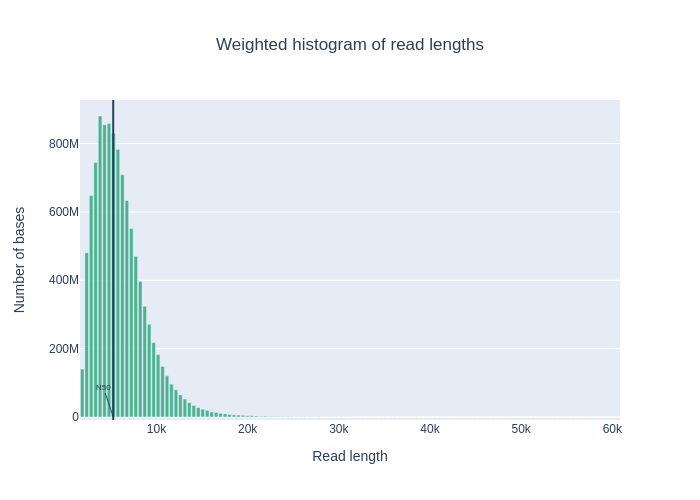 Weighted histogram of read lengths
Number of bases
800M
600M
400M
200M
0
N50
10k
20k
30k
40k
50k
60k
Read length